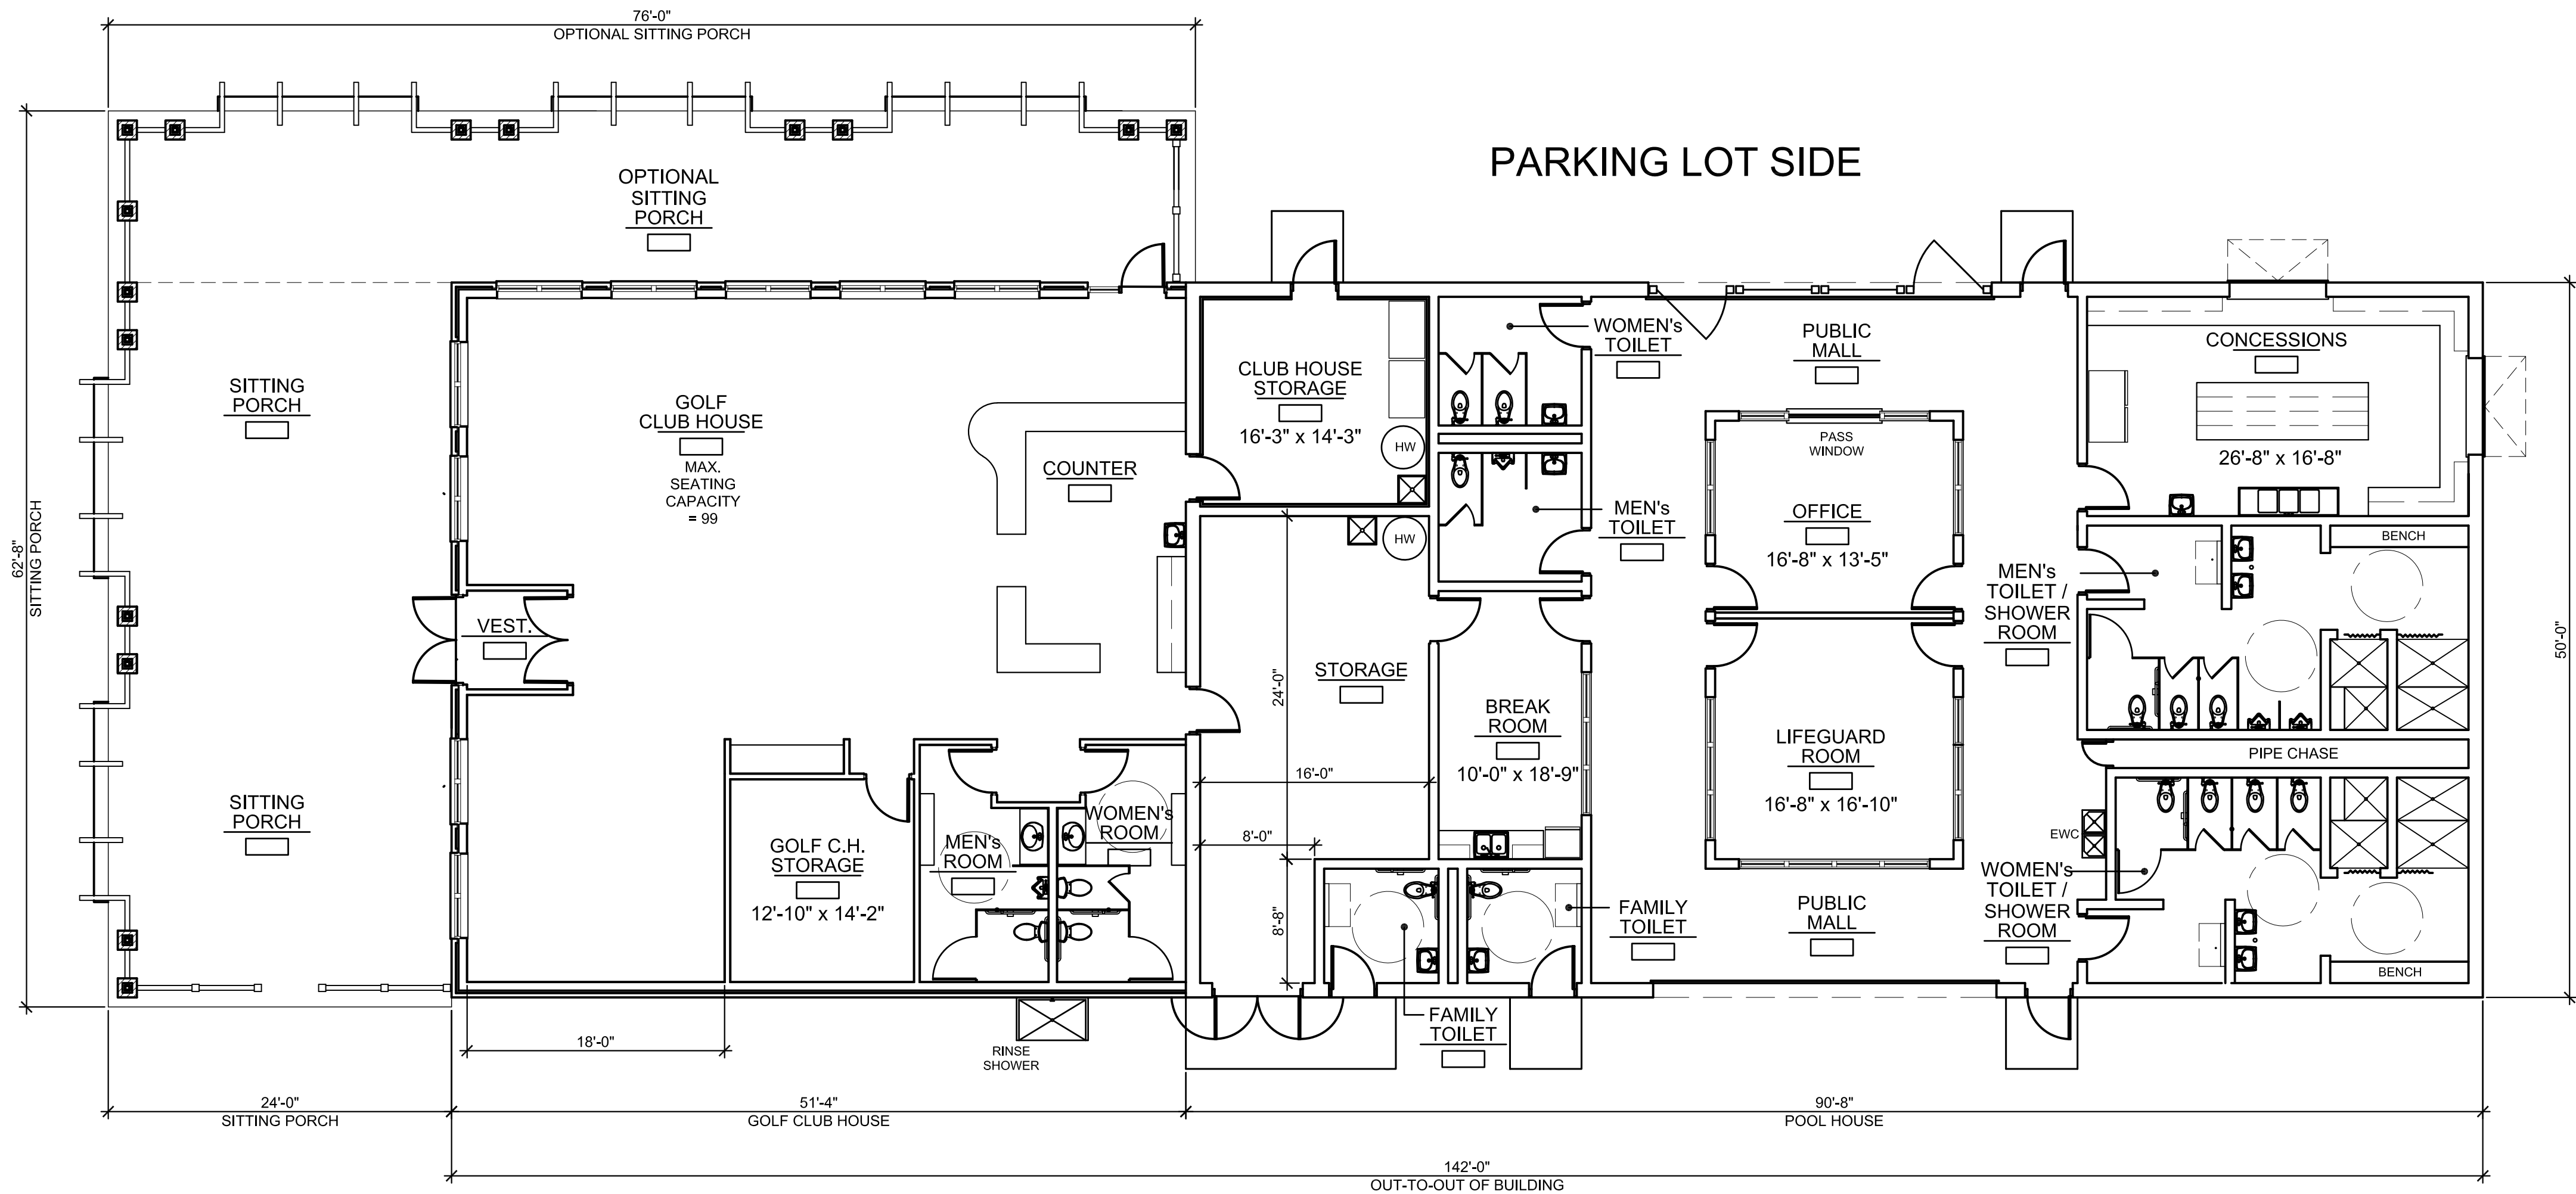 76'-0"
OPTIONAL SITTING PORCH
PARKING LOT SIDE
OPTIONAL
SITTING
PORCH
62'-8"
SITTING PORCH
SITTING
PORCH
GOLF
CLUB HOUSE
MAX.
SEATING
CAPACITY
= 99
COUNTER
CLUB HOUSE
STORAGE
16'-3" x 14'-3"
HW
WOMEN's
TOILET
PUBLIC
MALL
CONCESSIONS
26'-8" x 16'-8"
PASS
WINDOW
MEN's
TOILET
OFFICE
16'-8" x 13'-5"
HW
BENCH
MEN's
TOILET /
SHOWER
ROOM
50'-0"
VEST.
STORAGE
24'-0"
16'-0"
BREAK
ROOM
10'-0" x 18'-9"
LIFEGUARD
ROOM
16'-8" x 16'-10"
PIPE CHASE
SITTING
PORCH
GOLF C.H.
STORAGE
12'-10" x 14'-2"
MEN's
ROOM
WOMEN's
ROOM
8'-0"
8'-8"
EWC
WOMEN's
TOILET /
SHOWER
ROOM
FAMILY
TOILET
PUBLIC
MALL
BENCH
FAMILY
TOILET
RINSE
SHOWER
18'-0"
24'-0"
SITTING PORCH
51'-4"
GOLF CLUB HOUSE
90'-8"
POOL HOUSE
142'-0"
OUT-TO-OUT OF BUILDING